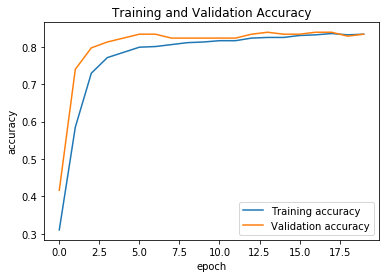 Training and Validation Accuracy
accuracy
0.8
0.7
0.6
0.5
0.4
0.3
Training accuracy
Validation accuracy
0.0 2.5 5.0 7.5 10.0 12.5 15.0 17.5
epoch